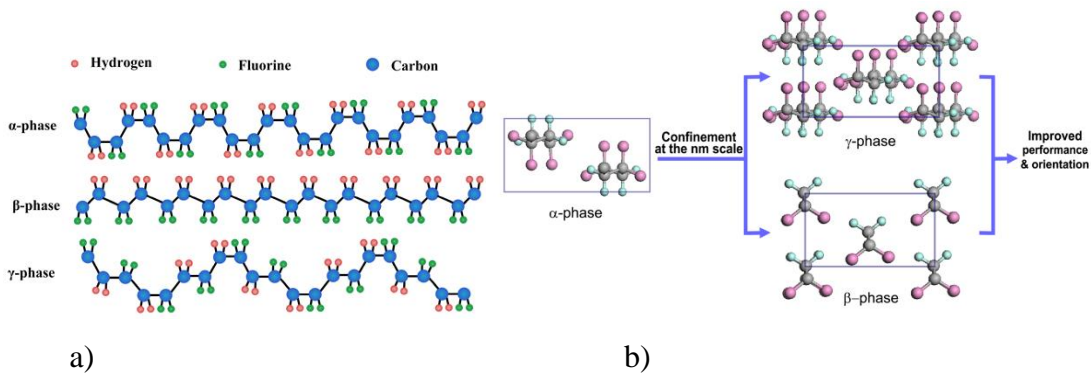 Hydrogen
Fluorine
Carbon
α-phase
β-phase
γ-phase
a)
α-phase
Confinement
at the nm scale
γ-phase
β-phase
Improved
performance
& orientation
b)